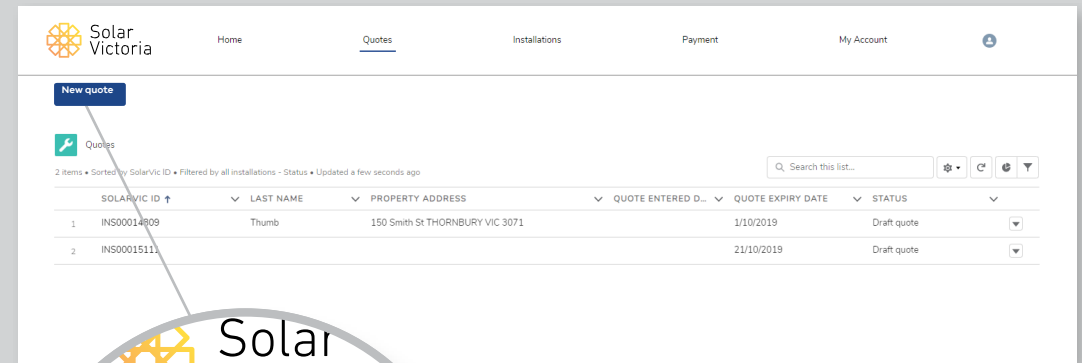 Solar
Victoria
Home Quotes Installations Payment My Account
New quote
Quotes
2 items • Sorted by SolarVic ID • Filtered by all installations - Status • Updated a few seconds ago
Search this list...
SOLARVIC ID LAST NAME PROPERTY ADDRESS QUOTE ENTERED D... QUOTE EXPIRY DATE STATUS
1 INS00014809 Thumb 150 Smith St THORNBURY VIC 3071 1/10/2019 Draft quote
2 INS00015111 21/10/2019 Draft quote
Solar